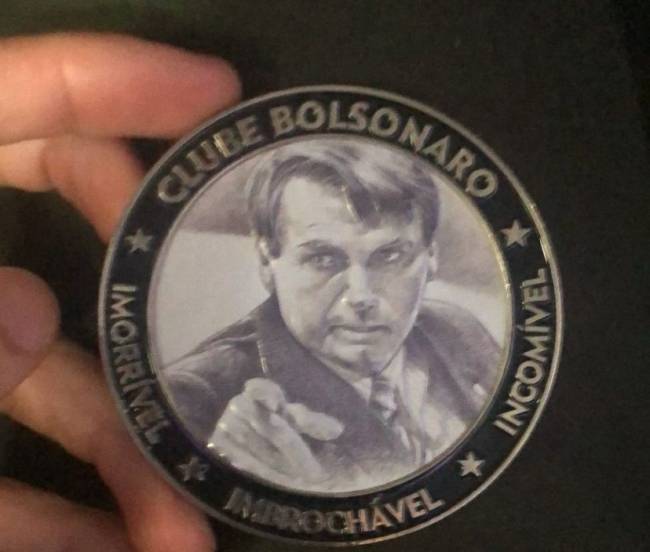 CLUBE BOLSONARO
IMORRÍVEL
IMBROCHÁVEL
INCOMÍVEL